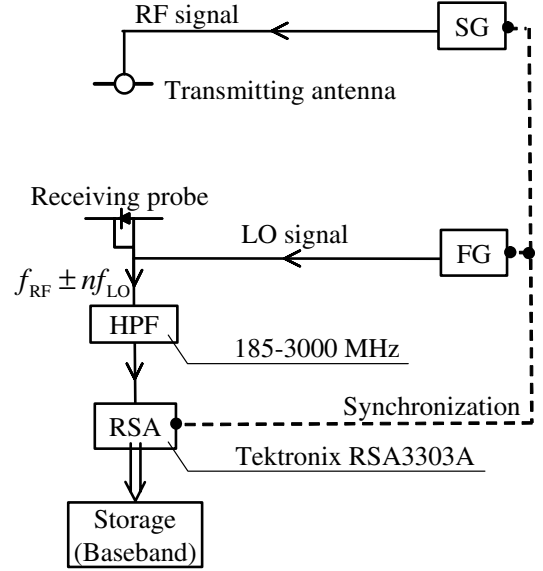 RF signal
SG
Transmitting antenna
Receiving probe
LO signal
FG
f_RF ± nf_LO
HPF
185-3000 MHz
Synchronization
RSA
Tektronix RSA3303A
Storage
(Baseband)